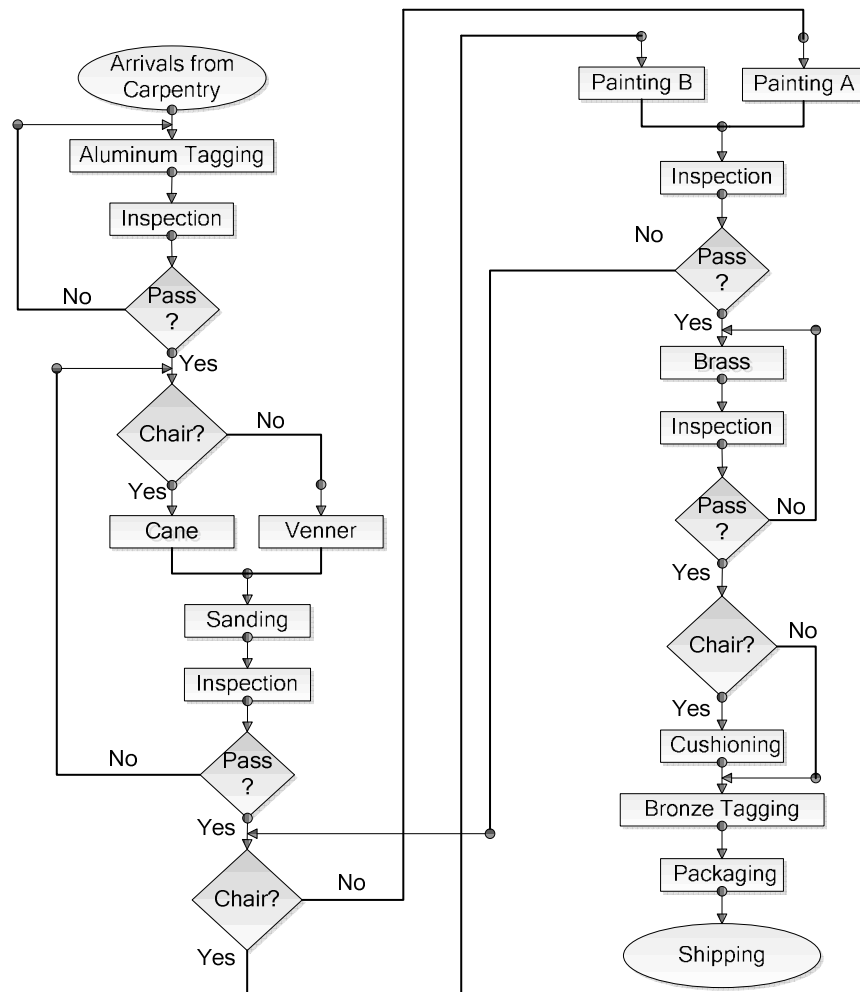 Arrivals from
Carpentry
Aluminum Tagging
Inspection
Pass
?
No
Yes
Chair?
No
Yes
Cane
Venner
Sanding
Inspection
Pass
?
No
Yes
Chair?
No
Yes
Painting B
Painting A
Inspection
No
Pass
?
Yes
Brass
Inspection
Pass
?
No
Yes
Chair?
No
Yes
Cushioning
Bronze Tagging
Packaging
Shipping